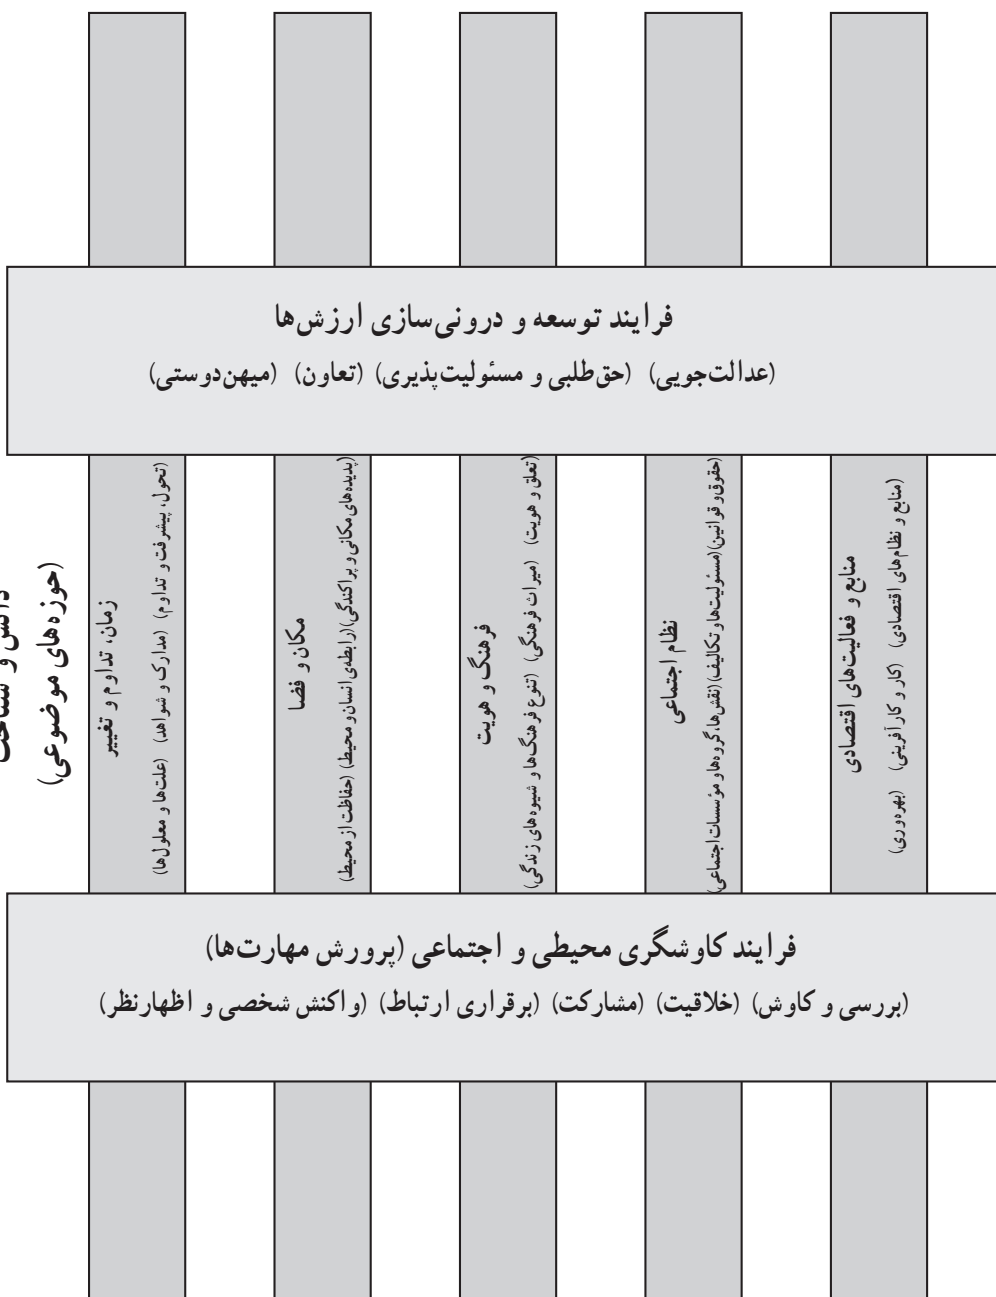 فرایند توسعه و درونی‌سازی ارزش‌ها
(عدالت‌جویی) (حق‌طلبی و مسئولیت‌پذیری) (تعاون) (میهن‌دوستی)
(حوزه‌های موضوعی)
زمان، تداوم و تغییر
(تحول، پیشرفت و تداوم) (مدارک و شواهد) (علت‌ها و معلول‌ها)
مکان و فضا
(پدیده‌های مکانی و پراکندگی) (رابطه‌ی انسان و محیط) (حفاظت از محیط)
فرهنگ و هویت
(تعلق و هویت) (میراث فرهنگی) (تنوع فرهنگ‌ها و شیوه‌های زندگی)
نظام اجتماعی
(حقوق و قوانین) (مسئولیت‌ها و تکالیف) (نقش‌ها، گروه‌ها و مؤسسات اجتماعی)
منابع و فعالیت‌های اقتصادی
(منابع و نظام‌های اقتصادی) (کار و کارآفرینی) (بهره‌وری)
فرایند کاوشگری محیطی و اجتماعی (پرورش مهارت‌ها)
(بررسی و کاوش) (خلاقیت) (مشارکت) (برقراری ارتباط) (واکنش شخصی و اظهارنظر)